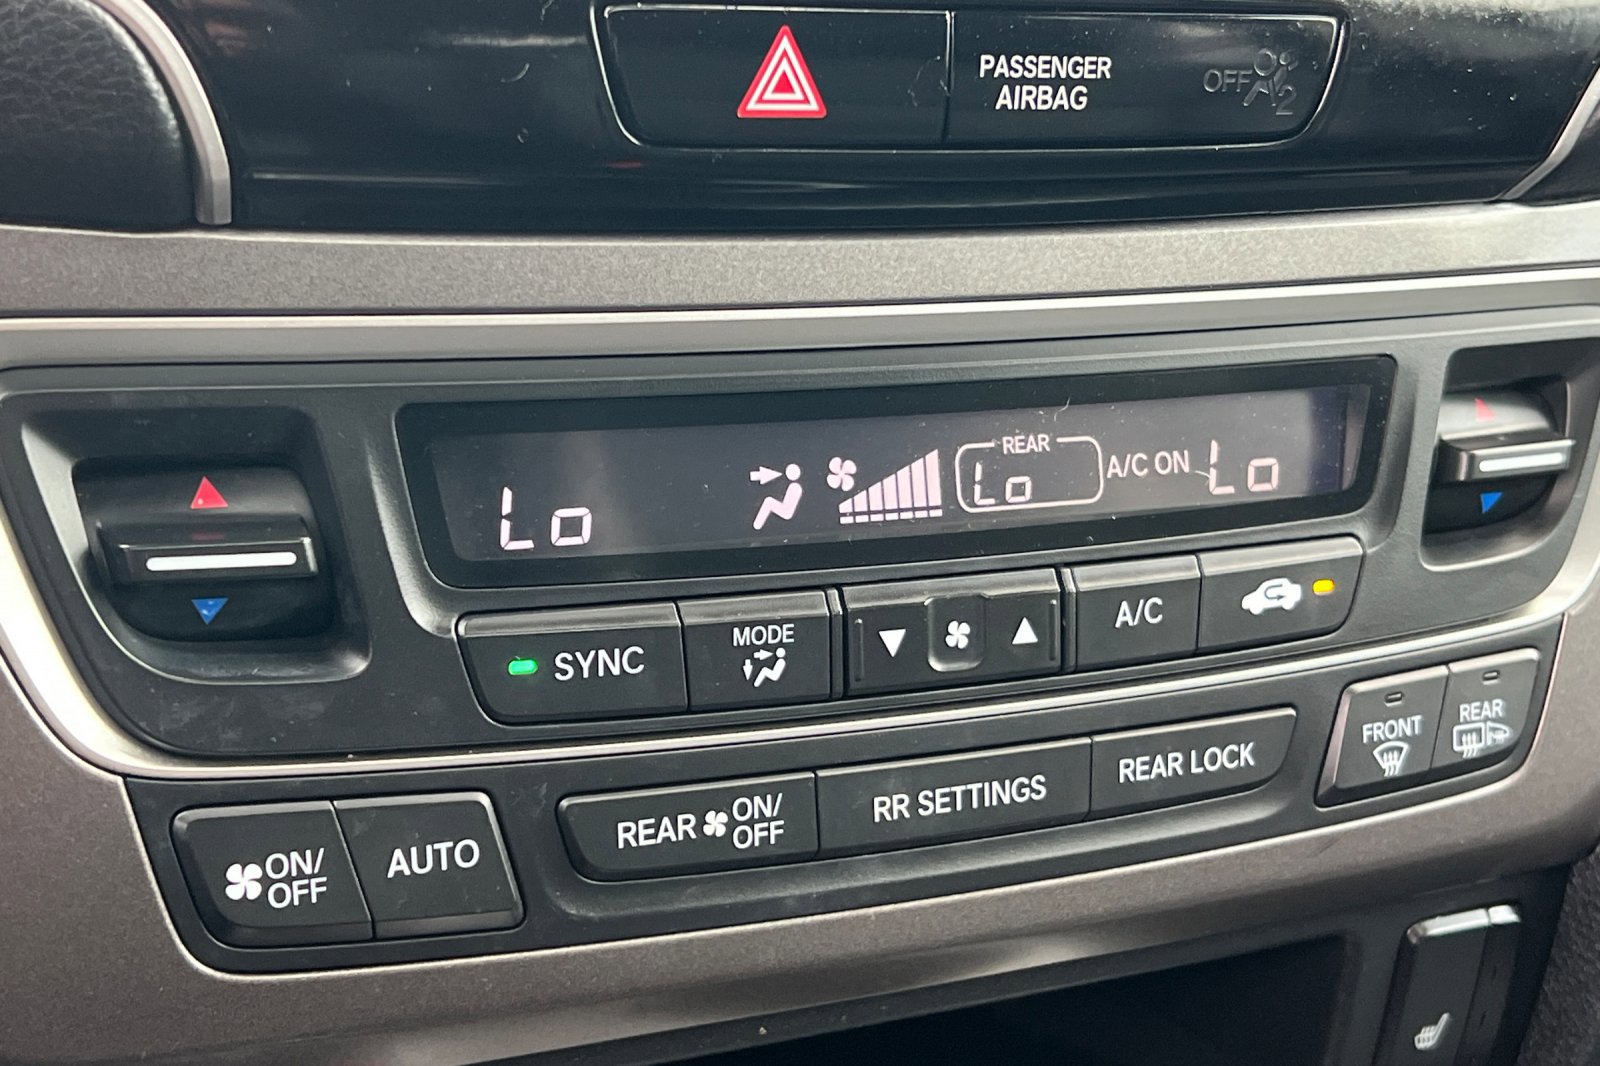 PASSENGER
AIRBAG
OFF
2
REAR
Lo
Lo
A/C ON
Lo
SYNC
MODE
A/C
FRONT
REAR
REAR ON/
OFF
RR SETTINGS
REAR LOCK
ON/
OFF
AUTO